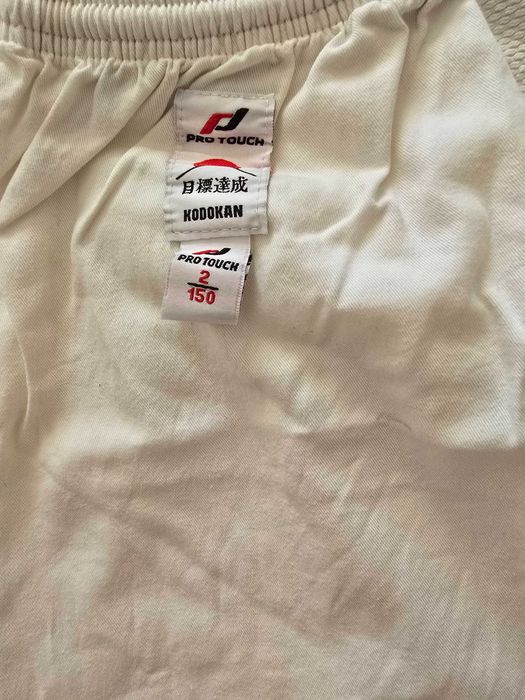 PRO TOUCH
目標達成
KODOKAN
PRO TOUCH
2
150